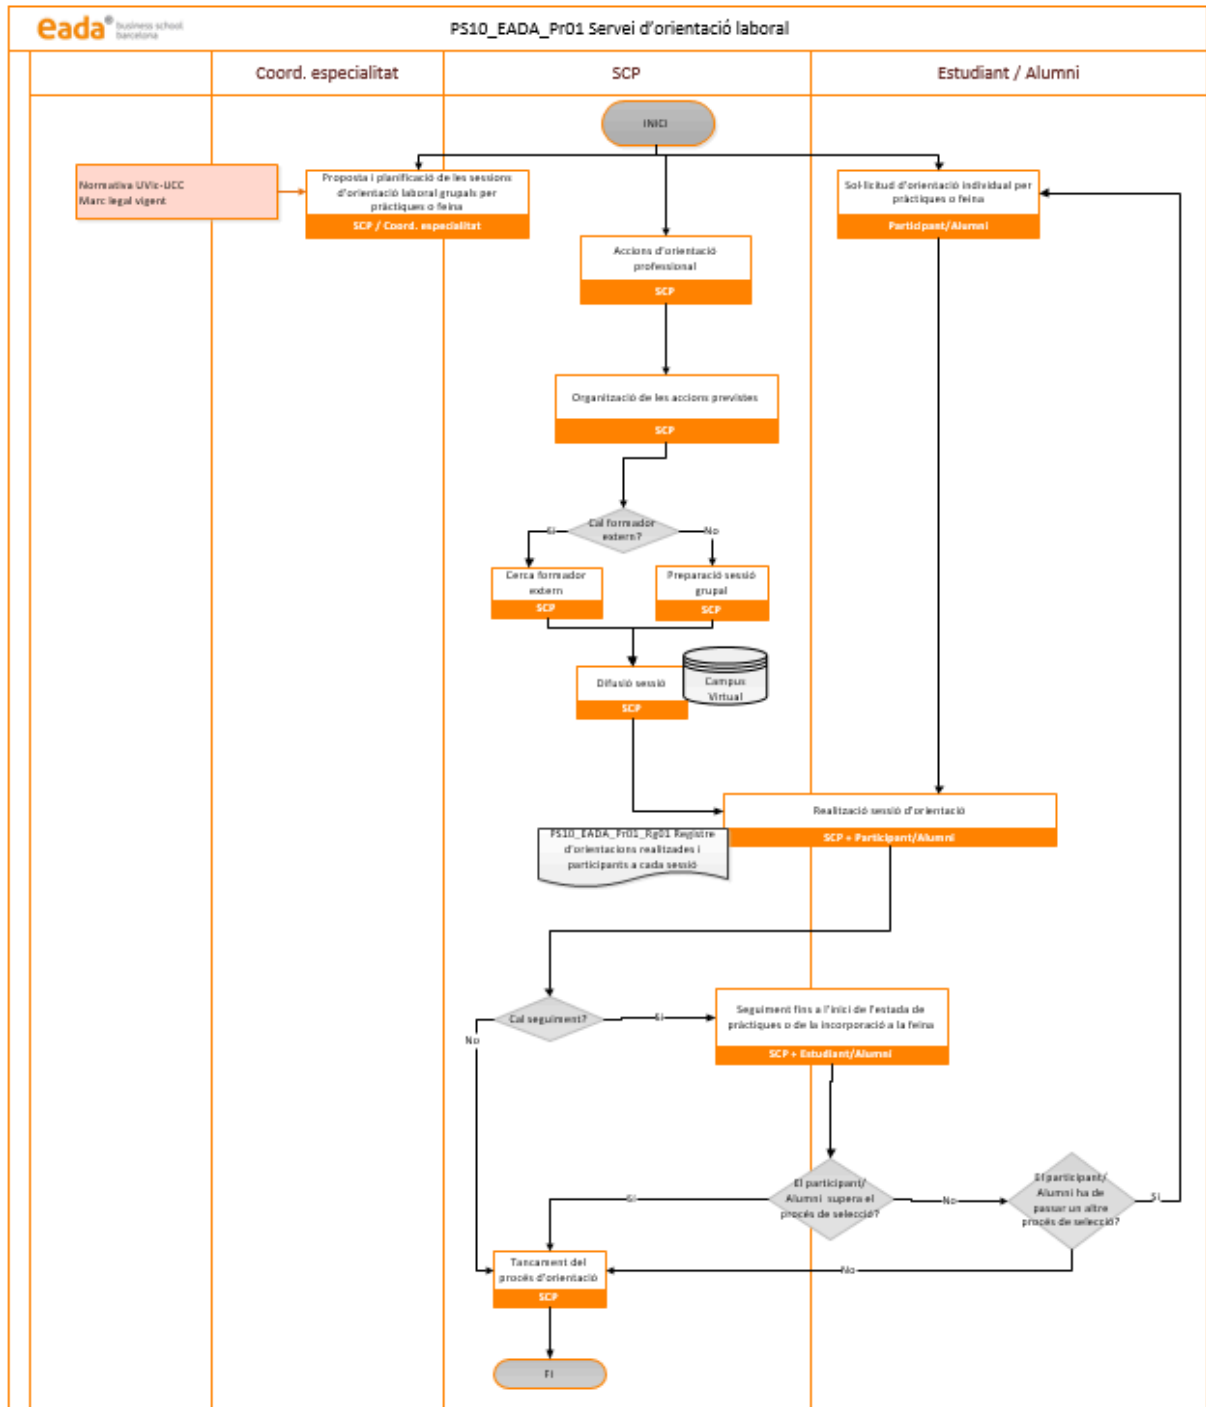 eada® business school
barcelona
PS10_EADA_Pr01 Servei d'orientació laboral
Coord. especialitat
SCP
Estudiant / Alumni
INICI
Normativa UVic-UCC
Marc legal vigent
Proposta i planificació de les sessions
d'orientació laboral grupals per
pràctiques o feina
SCP / Coord. especialitat
Sol·licitud d'orientació individual per
pràctiques o feina
Participant/Alumni
Accions d'orientació
professional
SCP
Organització de les accions previstes
SCP
Cal formador
extern?
Si
No
Cerca formador
extern
SCP
Preparació sessió
grupal
SCP
Difusió sessió
SCP
Campus
Virtual
Realització sessió d'orientació
SCP + Participant/Alumni
PS10_EADA_Pr01_Rg01 Registre
d'orientacions realitzades i
participants a cada sessió
Cal seguiment?
Si
No
Seguiment fins a l'inici de l'estada de
pràctiques o de la incorporació a la feina
SCP + Estudiant/Alumni
El participant/
Alumni supera el
procés de selecció?
Si
No
El participant/
Alumni ha de
passar un altre
procés de selecció?
Si
No
Tancament del
procés d'orientació
SCP
FI